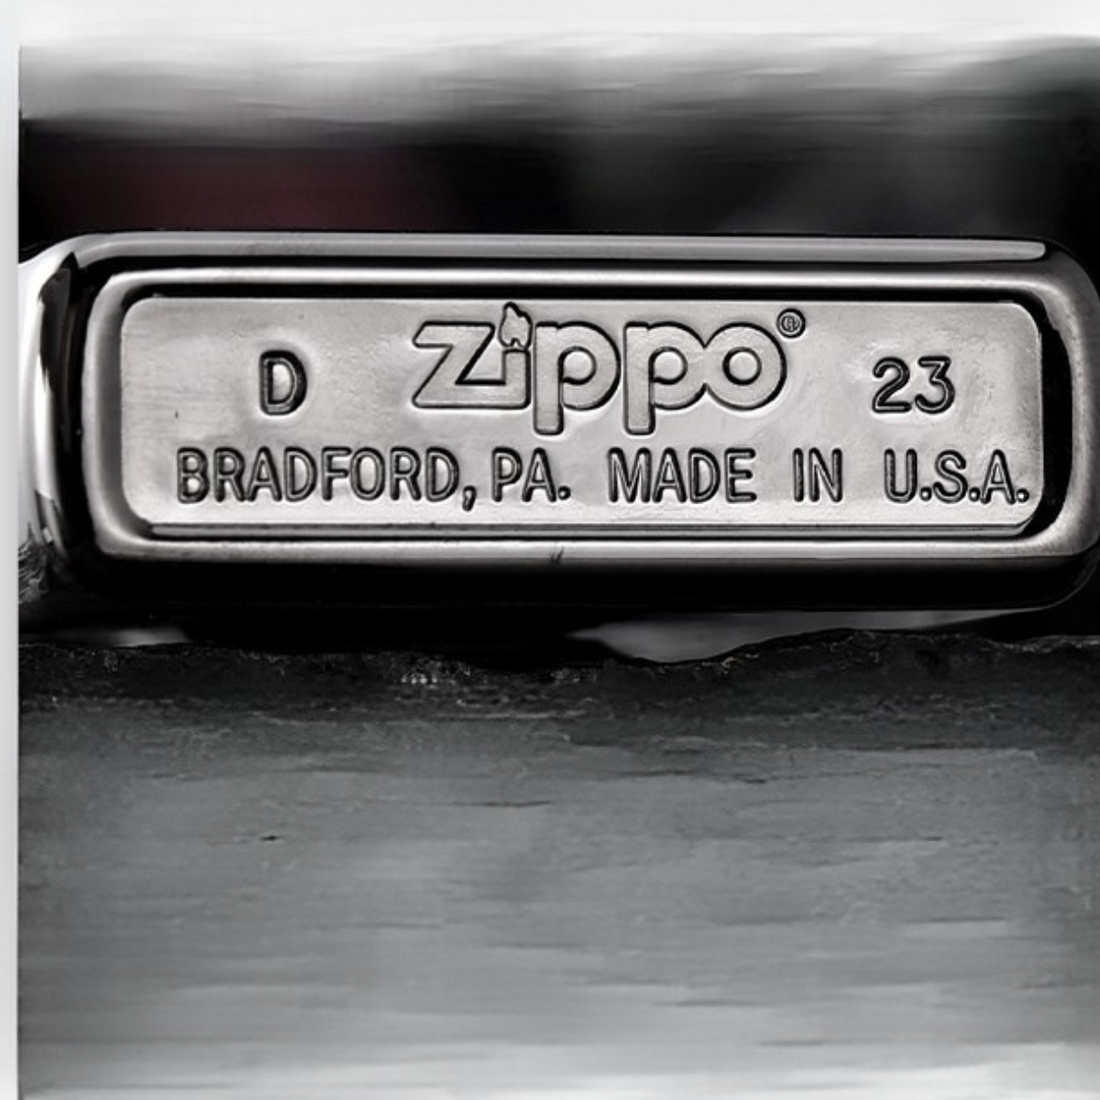 D zippo® 23
BRADFORD, PA. MADE IN U.S.A.